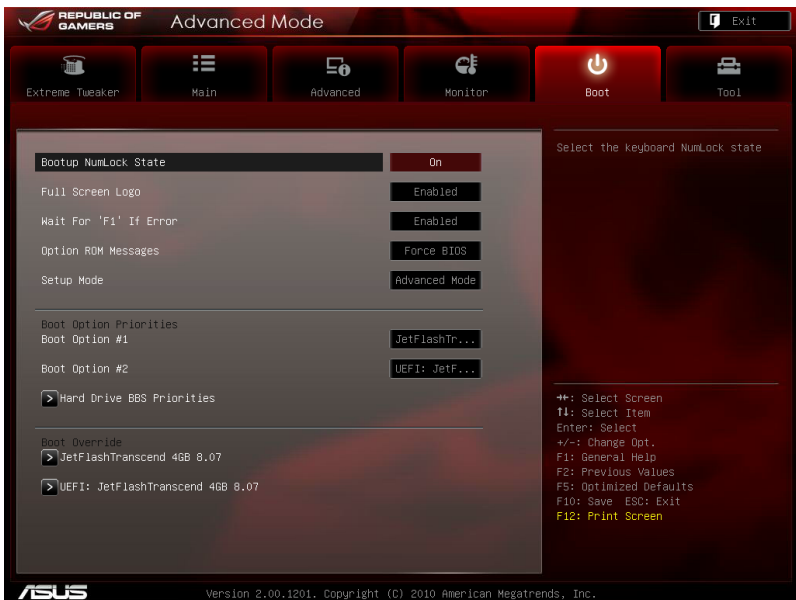 REPUBLIC OF
GAMERS
Advanced Mode
Exit
Extreme Tweaker
Main
Advanced
Monitor
Boot
Tool
Bootup NumLock State
On
Select the keyboard NumLock state
Full Screen Logo
Enabled
Wait For 'F1' If Error
Enabled
Option ROM Messages
Force BIOS
Setup Mode
Advanced Mode
Boot Option Priorities
Boot Option #1
JetFlashTr...
Boot Option #2
UEFI: JetF...
> Hard Drive BBS Priorities
Boot Override
> JetFlashTranscend 4GB 8.07
> UEFI: JetFlashTranscend 4GB 8.07
→←: Select Screen
↑↓: Select Item
Enter: Select
+/-: Change Opt.
F1: General Help
F2: Previous Values
F5: Optimized Defaults
F10: Save ESC: Exit
F12: Print Screen
ASUS
Version 2.00.1201. Copyright (C) 2010 American Megatrends, Inc.